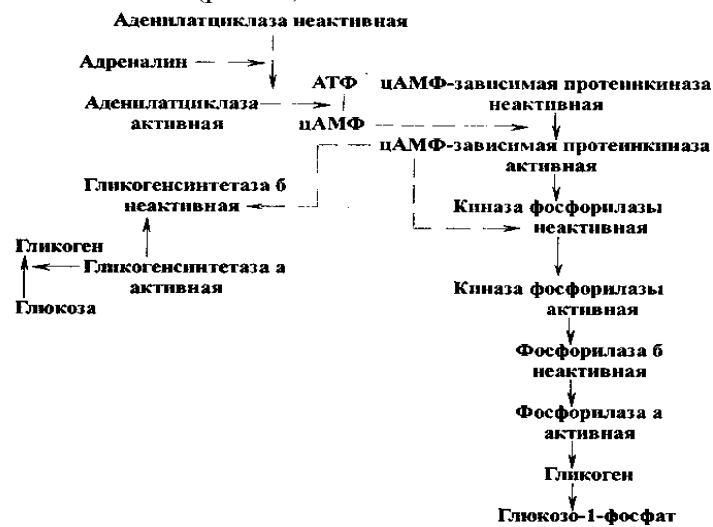 Аденилатциклаза неактивная
Адреналин
АТФ
цАМФ-зависимая протеинкиназа
неактивная
Аденилатциклаза
активная
цАМФ
цАМФ-зависимая протеинкиназа
активная
Гликогенсинтетаза б
неактивная
Киназа фосфорилазы
неактивная
Гликоген
Гликогенсинтетаза а
активная
Глюкоза
Киназа фосфорилазы
активная
Фосфорилаза б
неактивная
Фосфорилаза а
активная
Гликоген
Глюкозо-1-фосфат